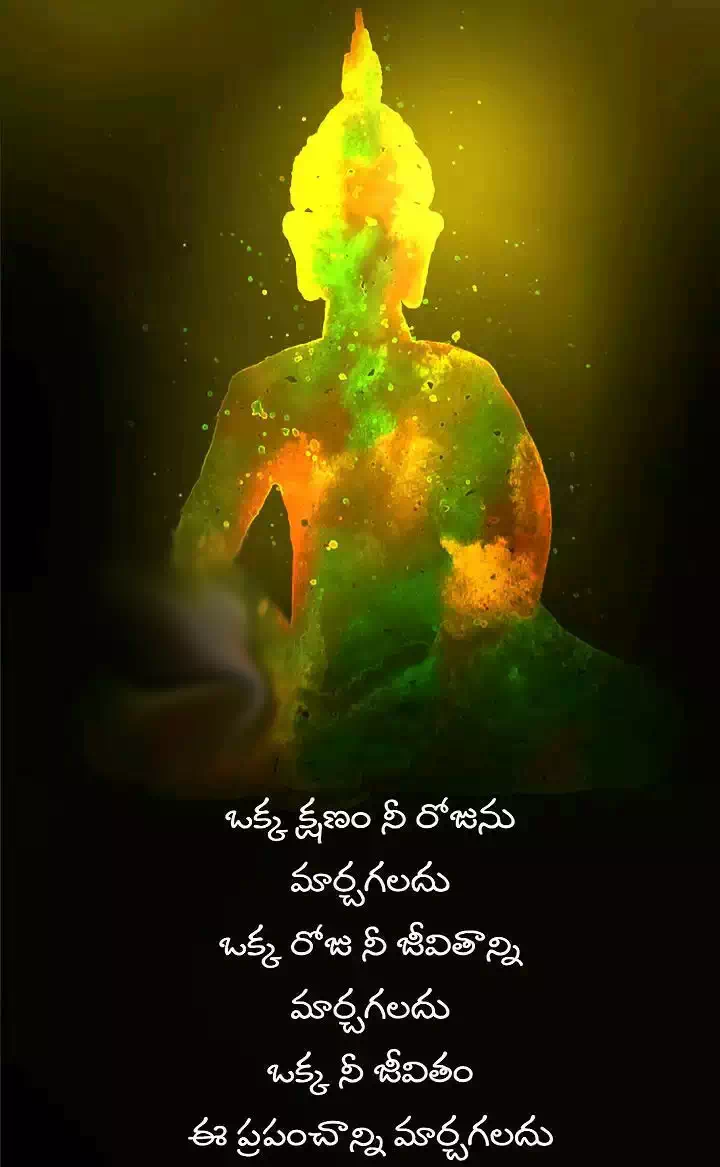 ఒక్క క్షణం నీ రోజును
మార్చగలదు
ఒక్క రోజు నీ జీవితాన్ని
మార్చగలదు
ఒక్క నీ జీవితం
ఈ ప్రపంచాన్ని మార్చగలదు